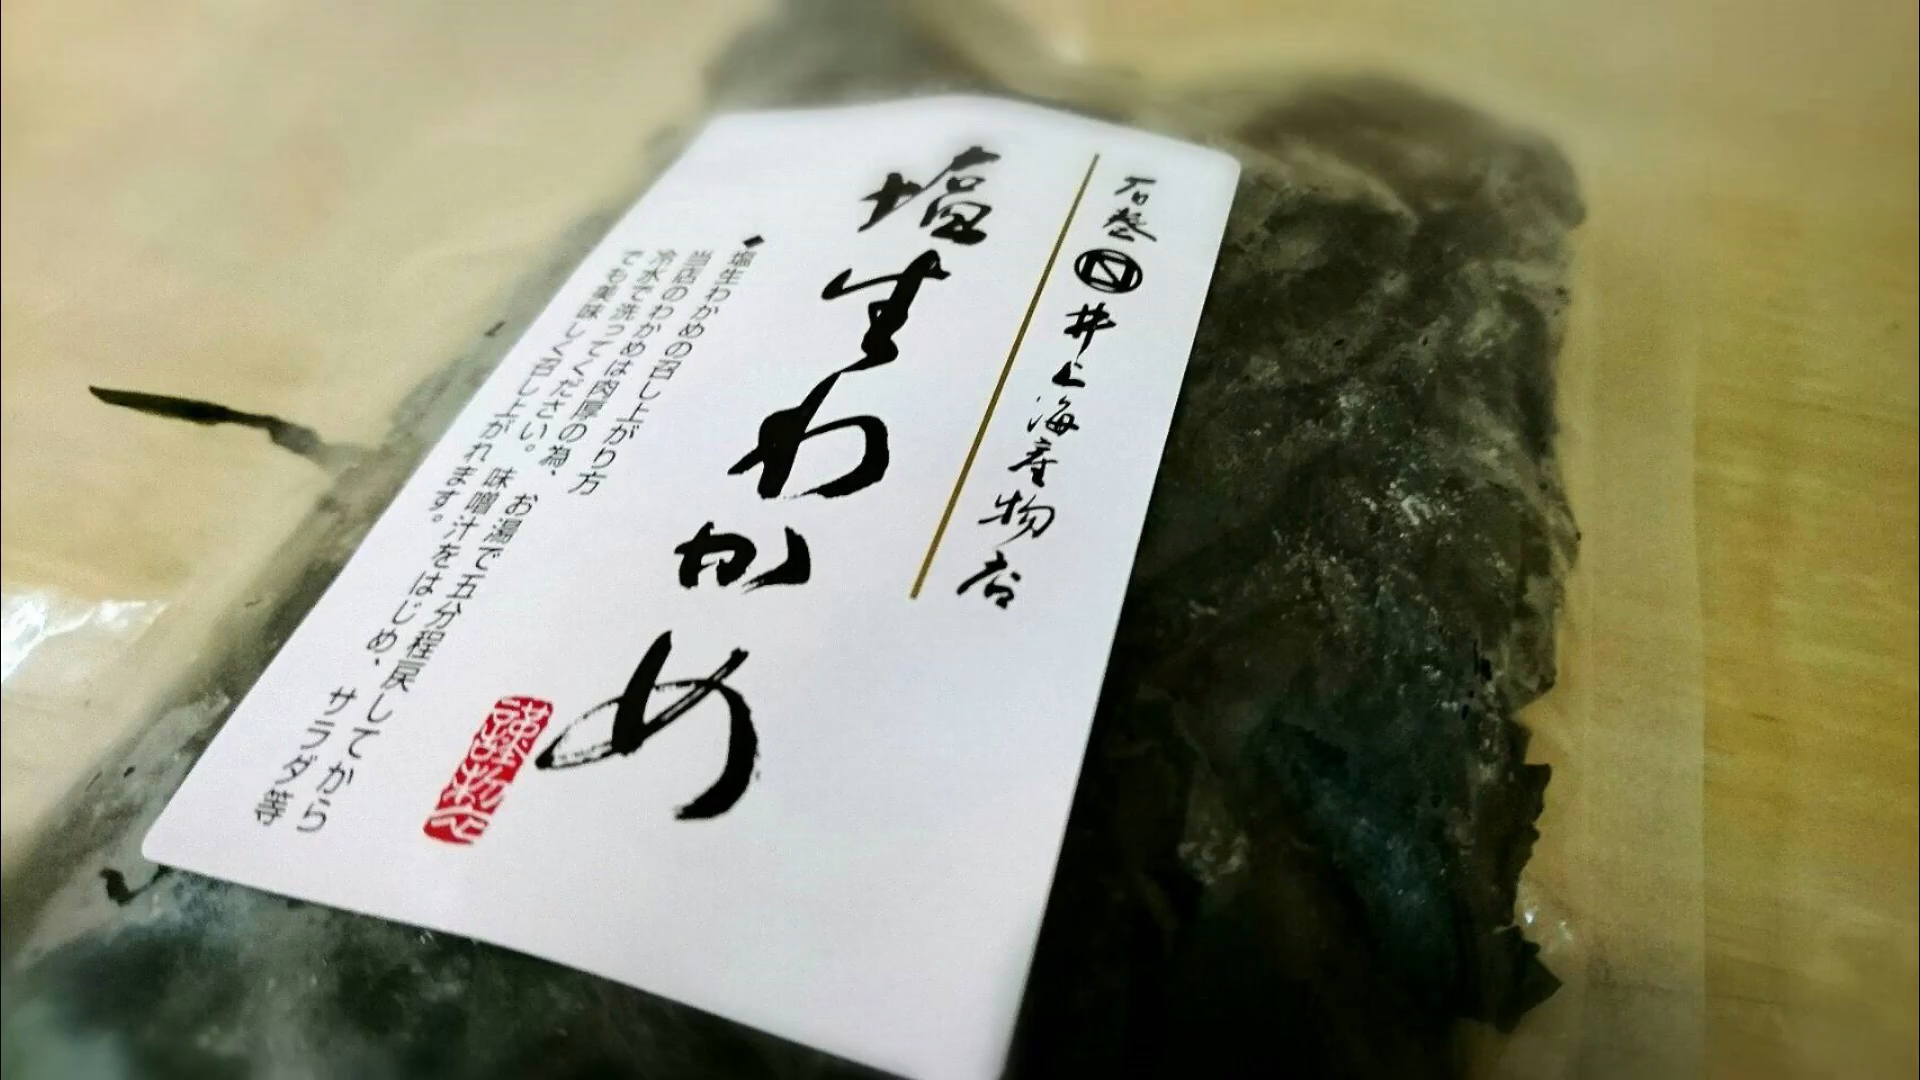 石巻 井上海産物店
塩生わかめ
◆塩生わかめの召し上がり方
当店のわかめは肉厚の為、お湯で五分程戻してから
冷水で洗ってください。味噌汁をはじめ、サラダ等
でも美味しく召し上がれます。